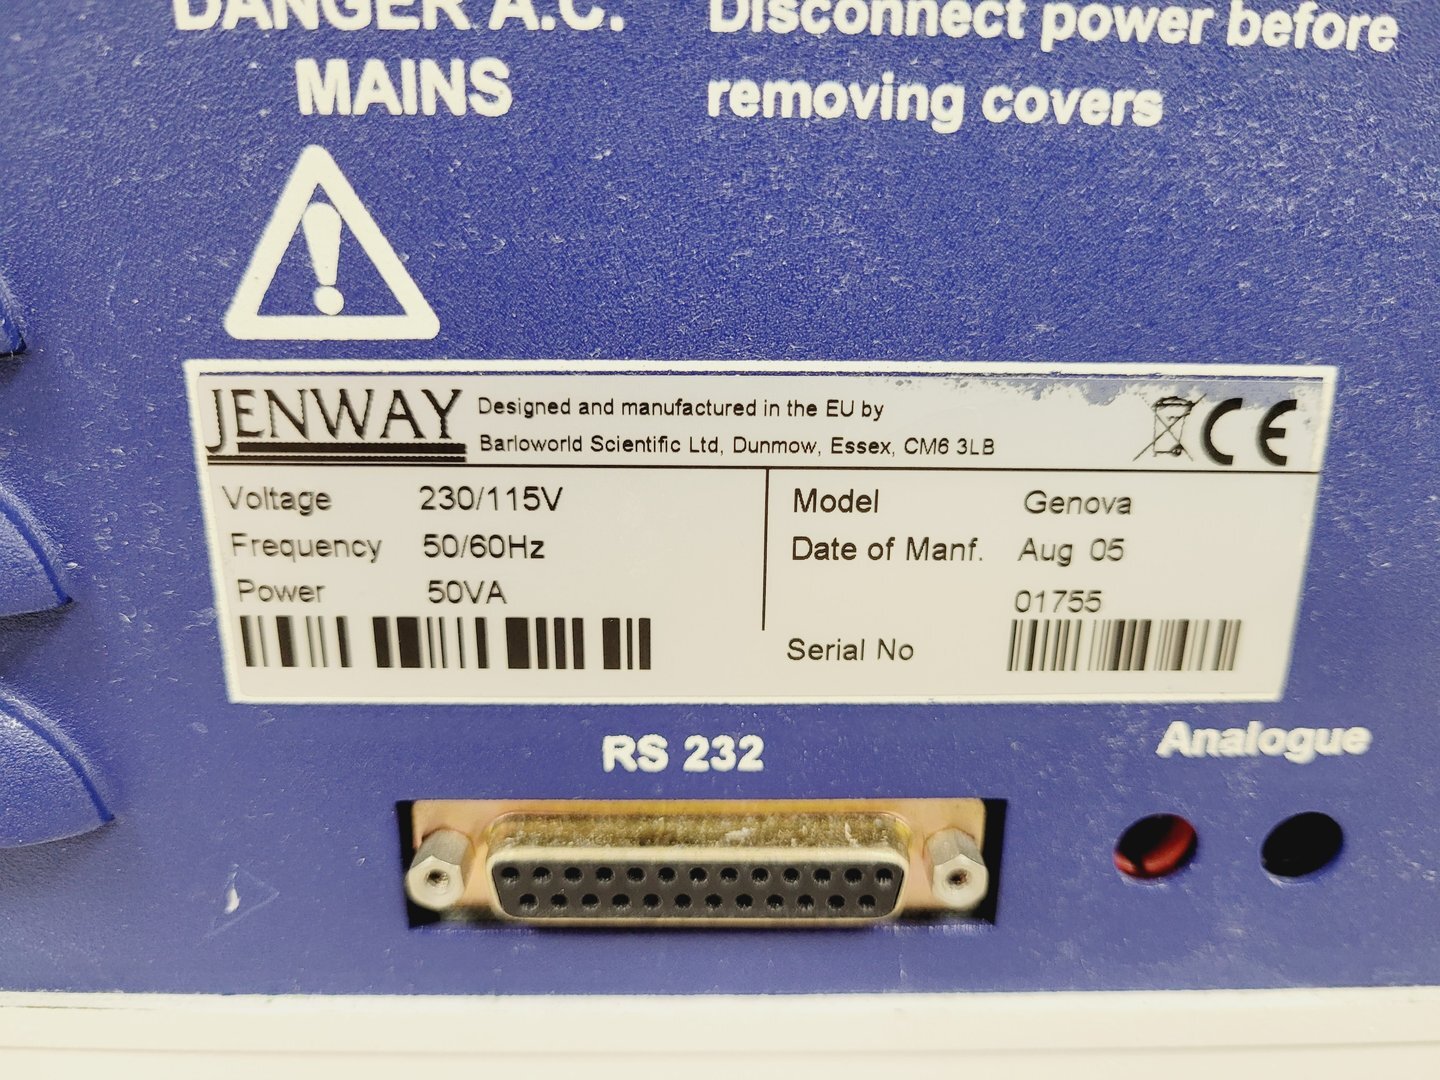 DANGER A.C.
MAINS
Disconnect power before
removing covers
JENWAY
Designed and manufactured in the EU by
Barloworld Scientific Ltd, Dunmow, Essex, CM6 3LB
CE
Voltage 230/115V
Frequency 50/60Hz
Power 50VA
Model Genova
Date of Manf. Aug 05
01755
Serial No
RS 232
Analogue